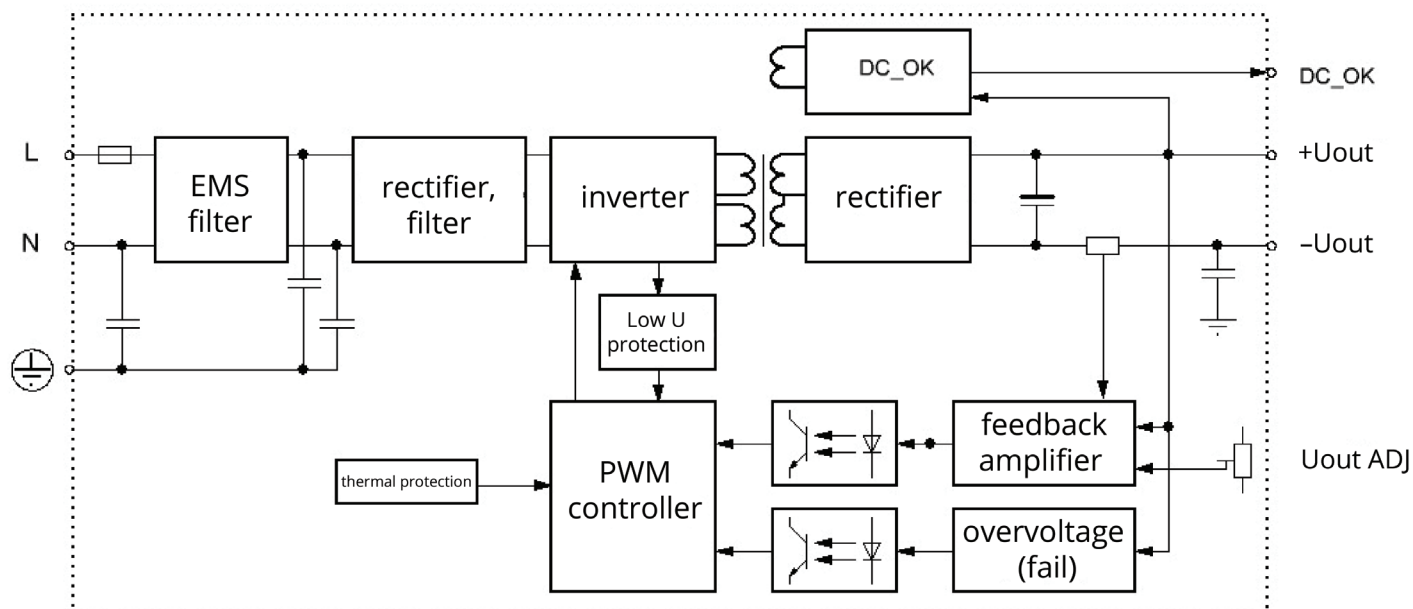 DC_OK
DC_OK
L
EMS
filter
rectifier,
filter
inverter
rectifier
+Uout
N
–Uout
Low U
protection
feedback
amplifier
PWM
controller
thermal protection
Uout ADJ
overvoltage
(fail)